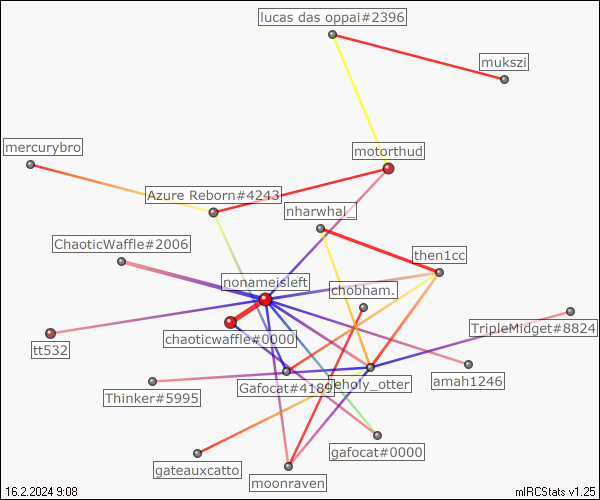 lucas das oppai#2396
mukszi
mercurybro
motorthud
Azure Reborn#4243
nharwhal_
ChaoticWaffle#2006
then1cc
nonameisleft
chobham.
TripleMidget#8824
chaoticwaffle#0000
tt532
Gafocat#4189
eholy_otter
amah1246
Thinker#5995
gafocat#0000
gateauxcatto
moonraven
16.2.2024 9:08
mIRCStats v1.25